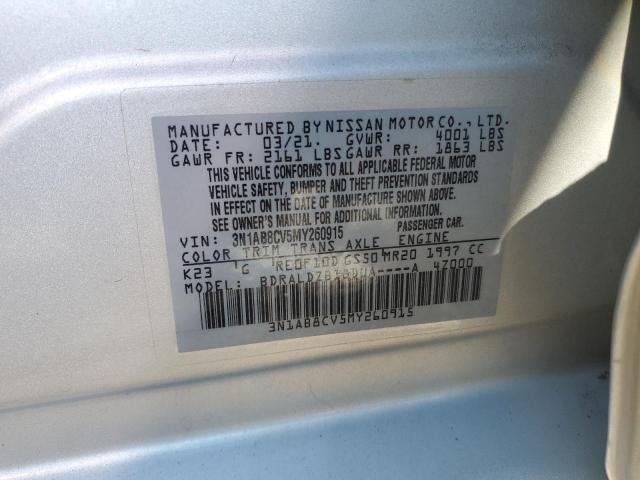 MANUFACTURED BY NISSAN MOTOR CO., LTD.
DATE: 03/21. GVWR: 4001 LBS
GAWR FR: 2161 LBS GAWR RR: 1863 LBS
THIS VEHICLE CONFORMS TO ALL APPLICABLE FEDERAL MOTOR
VEHICLE SAFETY, BUMPER AND THEFT PREVENTION STANDARDS
IN EFFECT ON THE DATE OF MANUFACTURE SHOWN ABOVE.
SEE OWNER'S MANUAL FOR ADDITIONAL INFORMATION
VIN: 3N1AB8CV5MY260915 PASSENGER CAR.
COLOR TRIM TRANS AXLE ENGINE
K23 G RE0F10D GS50 MR20 1997 CC
MODEL: A 47000
3N1AB8CV5MY260915